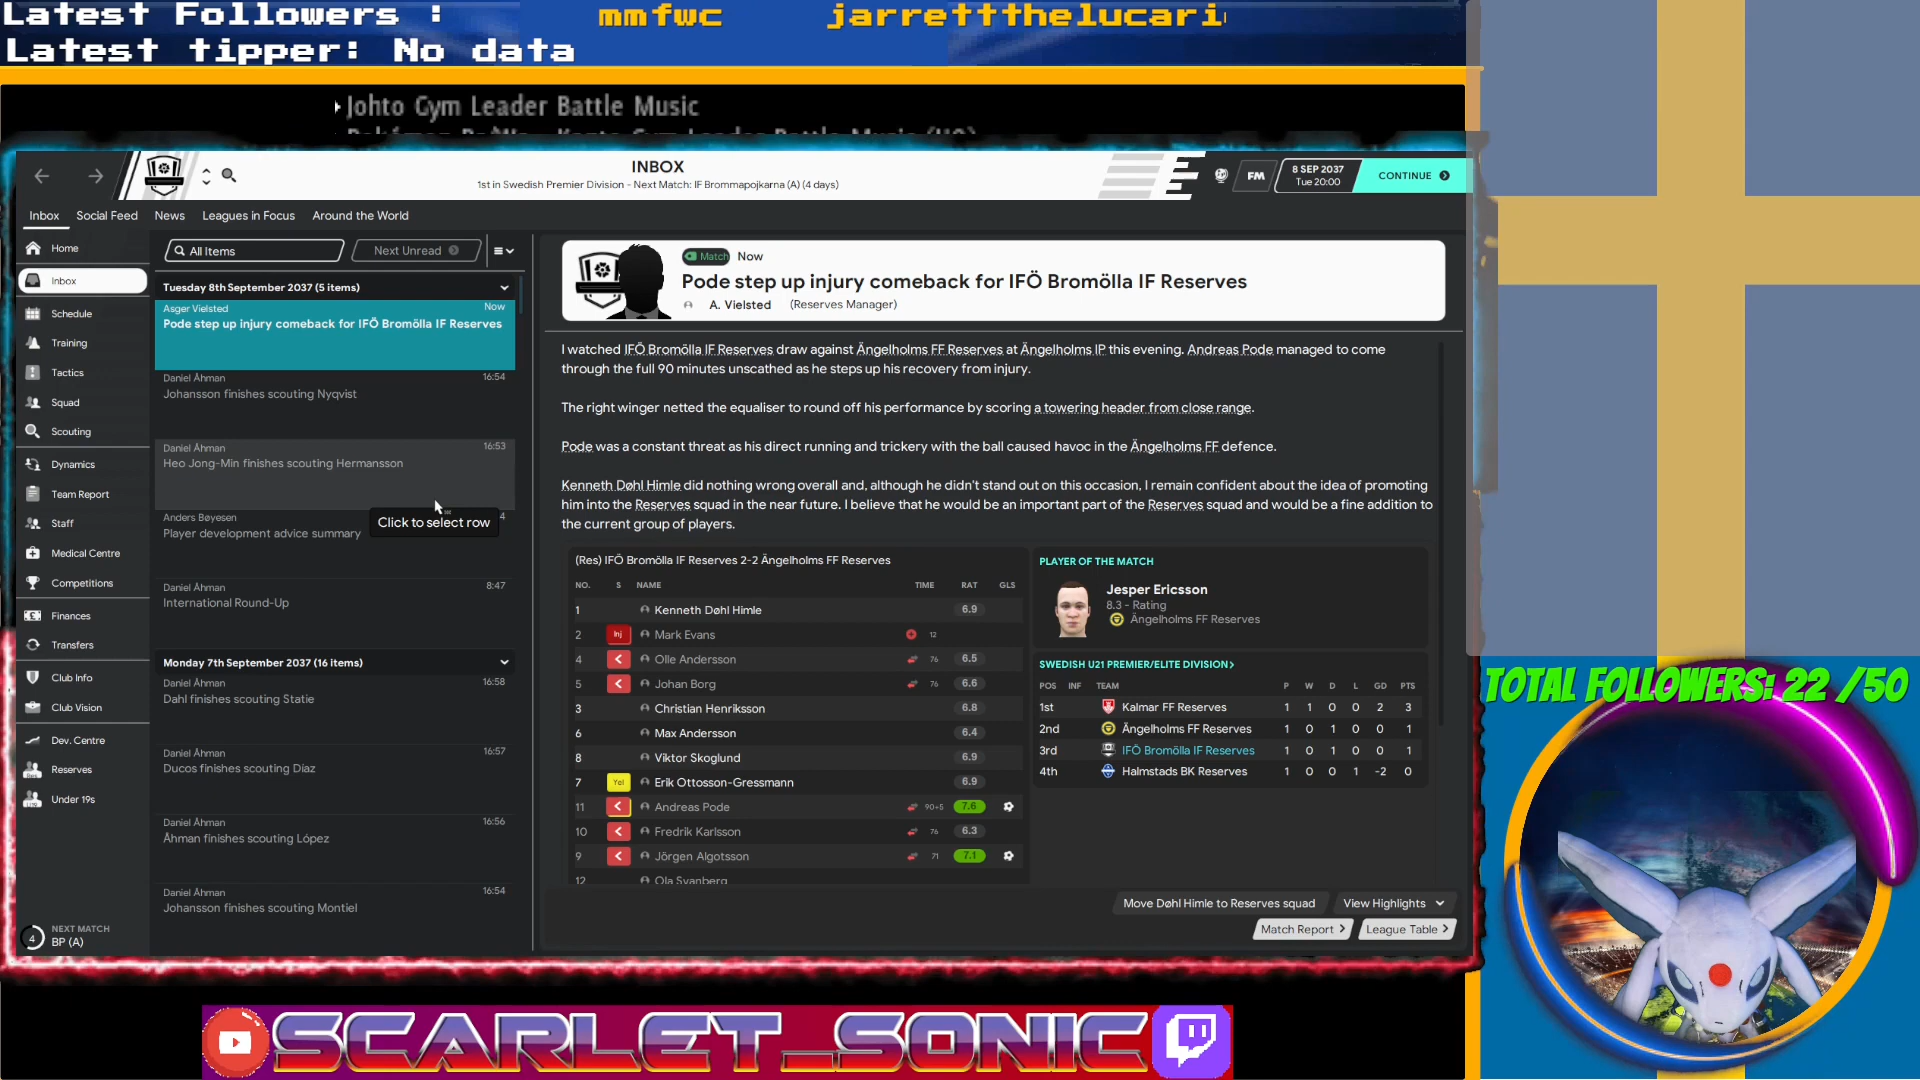 Latest Followers : mmfwc jarrettthelucari
Latest tipper: No data
Johto Gym Leader Battle Music
INBOX
1st in Swedish Premier Division - Next Match: IF Brommapojkarna (A) (4 days)
FM
8 SEP 2037
Tue 20:00
CONTINUE
Inbox Social Feed News Leagues in Focus Around the World
Home
Inbox
Schedule
Training
Tactics
Squad
Scouting
Dynamics
Team Report
Staff
Medical Centre
Competitions
Finances
Transfers
Club Info
Club Vision
Dev. Centre
Reserves
Under 19s
NEXT MATCH
4 BP (A)
All Items
Next Unread
Tuesday 8th September 2037 (5 items)
Asger Vielsted Now
Pode step up injury comeback for IFÖ Bromölla IF Reserves
Daniel Åhman 16:54
Johansson finishes scouting Nyqvist
Daniel Åhman 16:53
Heo Jong-Min finishes scouting Hermansson
Anders Bøyesen 4
Player development advice summary
Click to select row
Daniel Åhman 8:47
International Round-Up
Monday 7th September 2037 (16 items)
Daniel Åhman 16:58
Dahl finishes scouting Statie
Daniel Åhman 16:57
Ducos finishes scouting Díaz
Daniel Åhman 16:56
Åhman finishes scouting López
Daniel Åhman 16:54
Johansson finishes scouting Montiel
Match Now
Pode step up injury comeback for IFÖ Bromölla IF Reserves
A. Vielsted (Reserves Manager)
I watched IFÖ Bromölla IF Reserves draw against Ängelholms FF Reserves at Ängelholms IP this evening. Andreas Pode managed to come
through the full 90 minutes unscathed as he steps up his recovery from injury.
The right winger netted the equaliser to round off his performance by scoring a towering header from close range.
Pode was a constant threat as his direct running and trickery with the ball caused havoc in the Ängelholms FF defence.
Kenneth Døhl Himle did nothing wrong overall and, although he didn't stand out on this occasion, I remain confident about the idea of promoting
him into the Reserves squad in the near future. I believe that he would be an important part of the Reserves squad and would be a fine addition to
the current group of players.
(Res) IFÖ Bromölla IF Reserves 2-2 Ängelholms FF Reserves
NO. S NAME TIME RAT GLS
1 Kenneth Døhl Himle 6.9
2 Inj Mark Evans 12
4 Olle Andersson 76 6.5
5 Johan Borg 76 6.6
3 Christian Henriksson 6.8
6 Max Andersson 6.4
8 Viktor Skoglund 6.9
7 Yel Erik Ottosson-Gressmann 6.9
11 Andreas Pode 90+5 7.6
10 Fredrik Karlsson 76 6.3
9 Jörgen Algotsson 71 7.1
12 Ola Svanberg
PLAYER OF THE MATCH
Jesper Ericsson
8.3 - Rating
Ängelholms FF Reserves
SWEDISH U21 PREMIER/ELITE DIVISION>
POS INF TEAM P W D L GD PTS
1st Kalmar FF Reserves 1 1 0 0 2 3
2nd Ängelholms FF Reserves 1 0 1 0 0 1
3rd IFÖ Bromölla IF Reserves 1 0 1 0 0 1
4th Halmstads BK Reserves 1 0 0 1 -2 0
Move Døhl Himle to Reserves squad View Highlights
Match Report League Table
TOTAL FOLLOWERS: 22 /50
SCARLET_SONIC